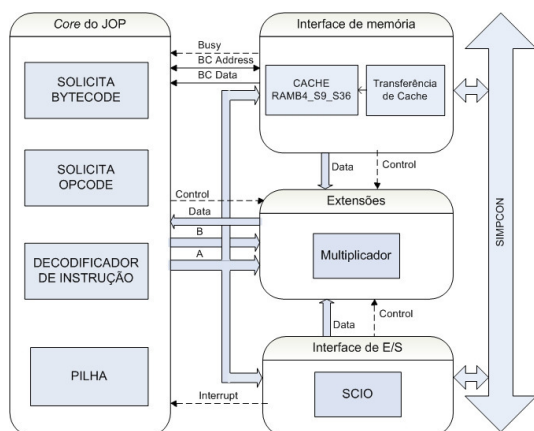 Core do JOP
SOLICITA
BYTECODE
SOLICITA
OPCODE
DECODIFICADOR
DE INSTRUÇÃO
PILHA
Busy
BC Address
BC Data
Control
Data
B
A
Interrupt
Interface de memória
CACHE
RAMB4_S9_S36
Transferência
de Cache
Data
Control
Extensões
Multiplicador
Data
Control
Interface de E/S
SCIO
SIMPCON